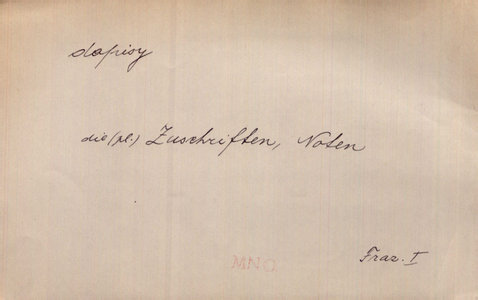 dopisy
die (pl.) Zuschriften, Noten
MNO
Fraz. I